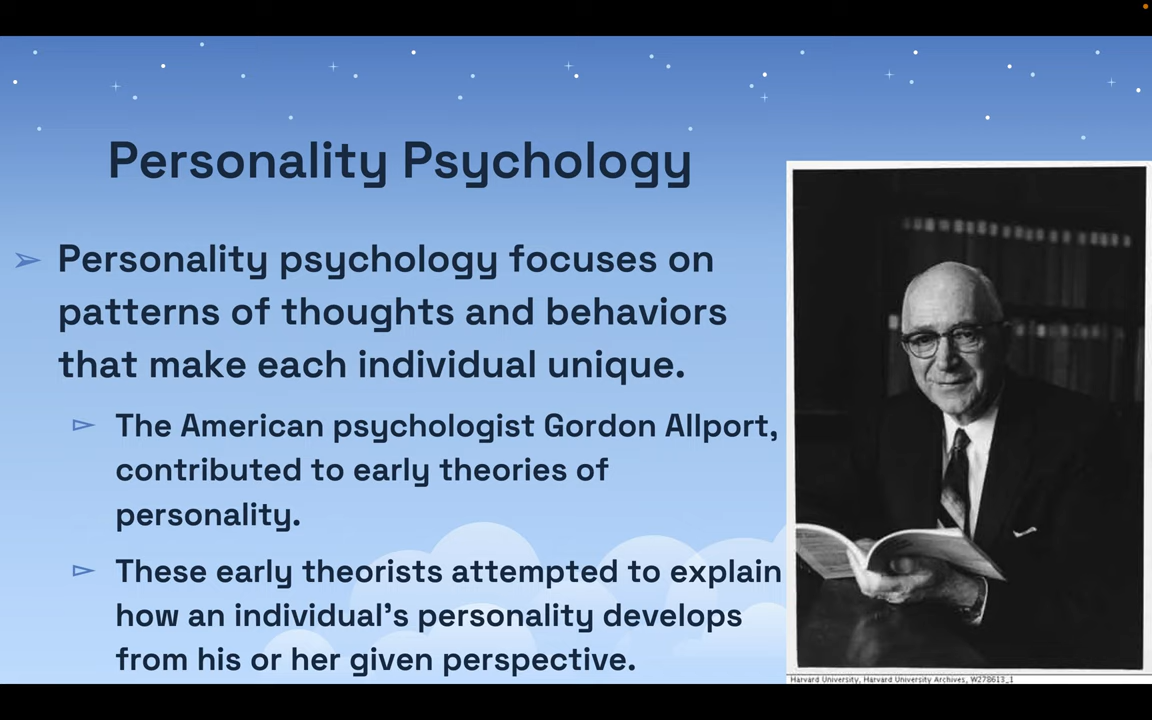 Personality Psychology
➢ Personality psychology focuses on
patterns of thoughts and behaviors
that make each individual unique.
▻ The American psychologist Gordon Allport,
contributed to early theories of
personality.
▻ These early theorists attempted to explain
how an individual’s personality develops
from his or her given perspective.
Harvard University, Harvard University Archives, W278613_1